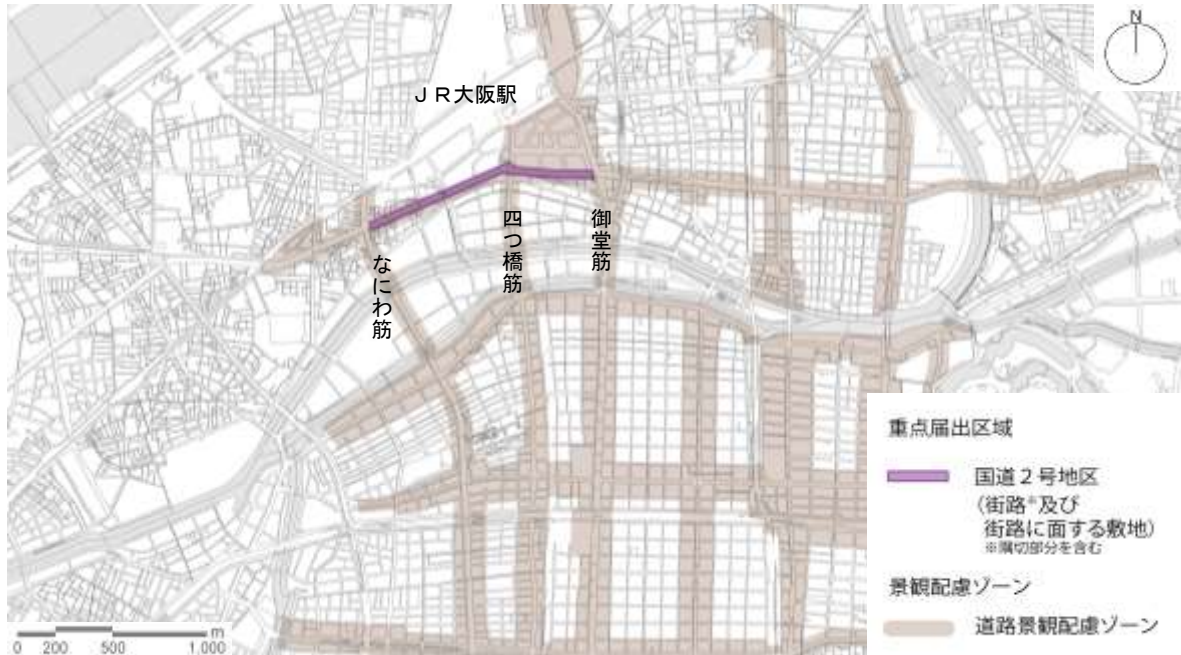 N
ＪＲ大阪駅
四つ橋筋
御堂筋
なにわ筋
重点届出区域
国道２号地区
（街路※及び
街路に面する敷地）
※隅切部分を含む
景観配慮ゾーン
道路景観配慮ゾーン
m
0 200 500 1,000